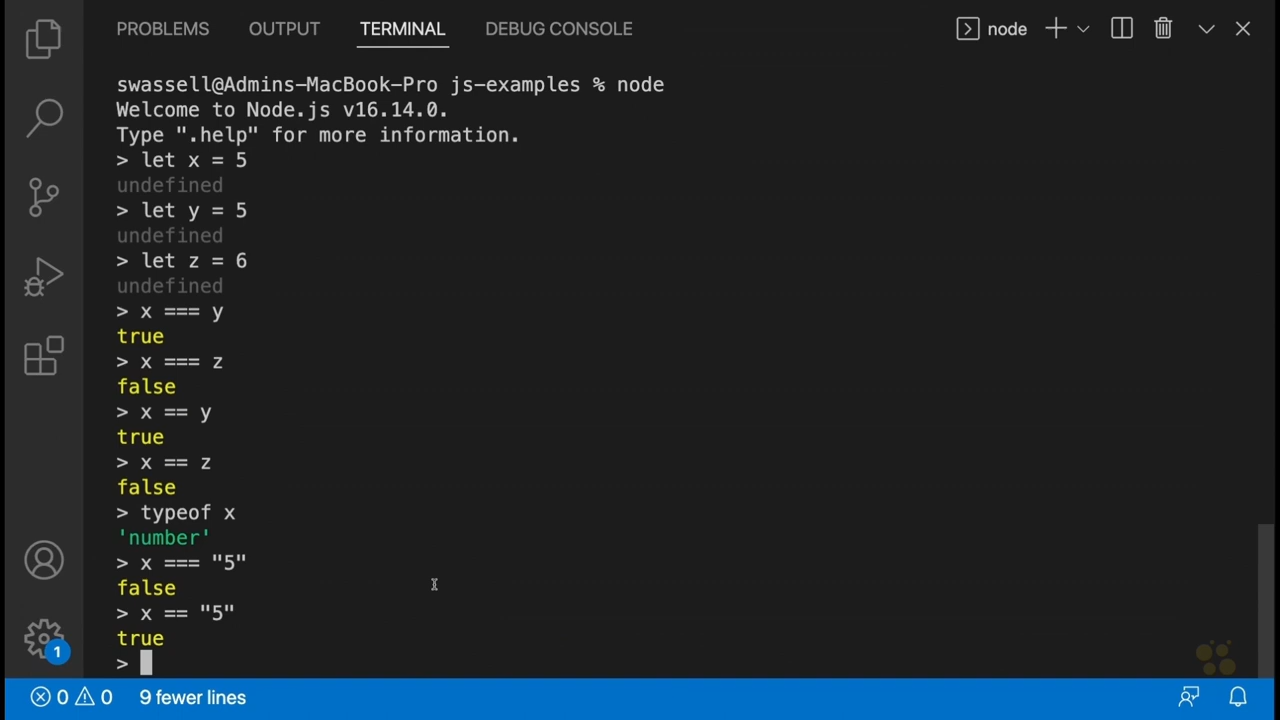 PROBLEMS OUTPUT TERMINAL DEBUG CONSOLE node
swassell@Admins-MacBook-Pro js-examples % node
Welcome to Node.js v16.14.0.
Type ".help" for more information.
> let x = 5
undefined
> let y = 5
undefined
> let z = 6
undefined
> x === y
true
> x === z
false
> x == y
true
> x == z
false
> typeof x
'number'
> x === "5"
false
> x == "5"
true
>
1
0 0 9 fewer lines